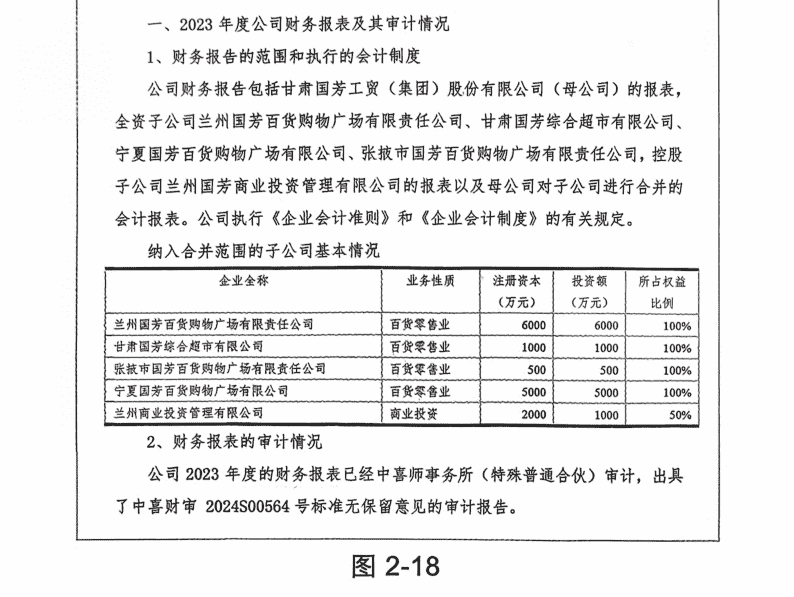 一、2023 年度公司财务报表及其审计情况
1、财务报告的范围和执行的会计制度
公司财务报告包括甘肃国芳工贸（集团）股份有限公司（母公司）的报表，
全资子公司兰州国芳百货购物广场有限责任公司、甘肃国芳综合超市有限公司、
宁夏国芳百货购物广场有限公司、张掖市国芳百货购物广场有限责任公司，控股
子公司兰州国芳商业投资管理有限公司的报表以及母公司对子公司进行合并的
会计报表。公司执行《企业会计准则》和《企业会计制度》的有关规定。
纳入合并范围的子公司基本情况
企业全称 业务性质 注册资本 投资额 所占权益
（万元） （万元） 比例
兰州国芳百货购物广场有限责任公司 百货零售业 6000 6000 100%
甘肃国芳综合超市有限公司 百货零售业 1000 1000 100%
张掖市国芳百货购物广场有限责任公司 百货零售业 500 500 100%
宁夏国芳百货购物广场有限公司 百货零售业 5000 5000 100%
兰州商业投资管理有限公司 商业投资 2000 1000 50%
2、财务报表的审计情况
公司 2023 年度的财务报表已经中喜师事务所（特殊普通合伙）审计，出具
了中喜财审 2024S00564 号标准无保留意见的审计报告。
图 2-18